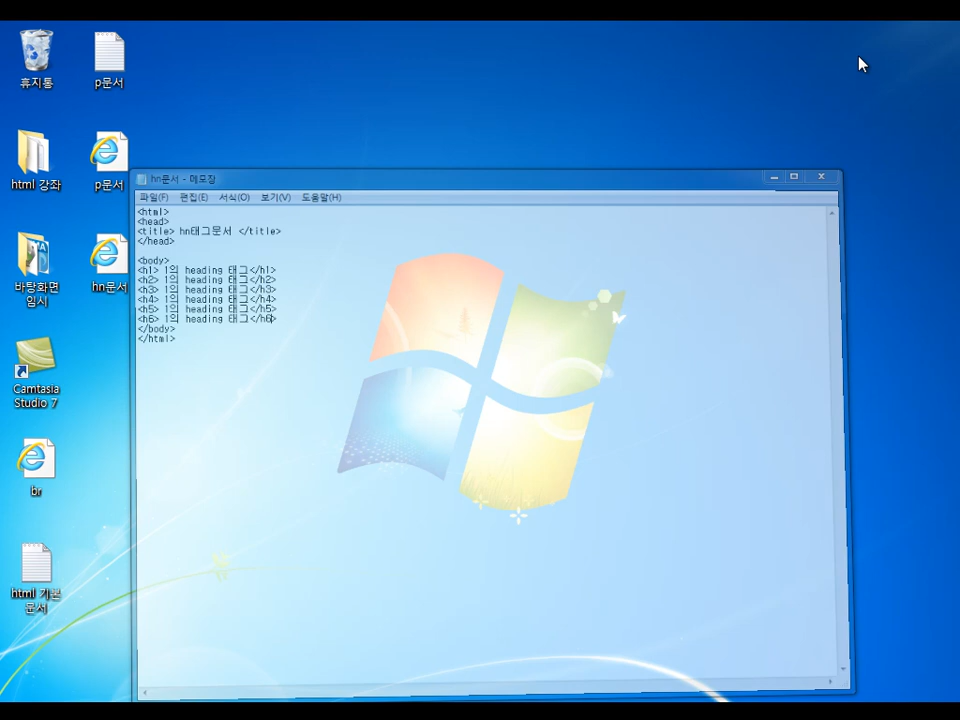 휴지통
p문서
html 강좌
p문서
바탕화면
임시
hn문서
Camtasia
Studio 7
br
html 기본
문서
hn문서 - 메모장
파일(F) 편집(E) 서식(O) 보기(V) 도움말(H)
<html>
<head>
<title> hn태그문서 </title>
</head>
<body>
<h1> 1의 heading 태그</h1>
<h2> 1의 heading 태그</h2>
<h3> 1의 heading 태그</h3>
<h4> 1의 heading 태그</h4>
<h5> 1의 heading 태그</h5>
<h6> 1의 heading 태그</h6>
</body>
</html>